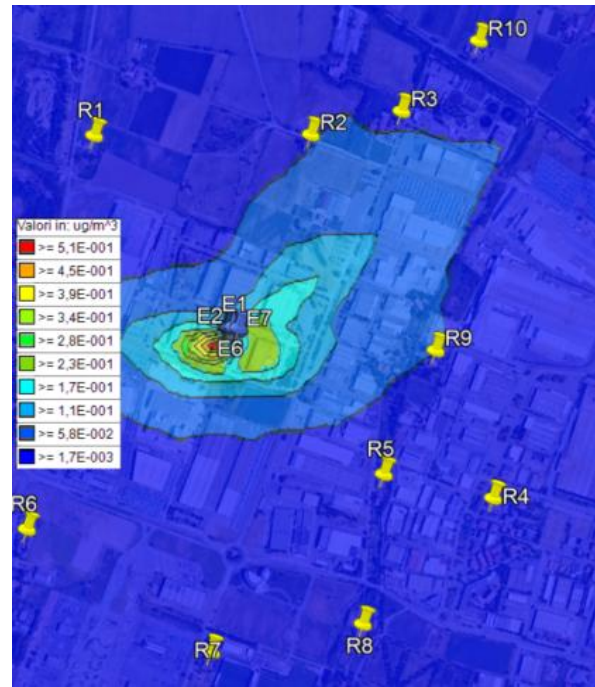 R10
R3
R1
R2
Valori in: ug/m^3
>= 5,1E-001
>= 4,5E-001
>= 3,9E-001
>= 3,4E-001
>= 2,8E-001
>= 2,3E-001
>= 1,7E-001
>= 1,1E-001
>= 5,8E-002
>= 1,7E-003
E1
E2
E7
E6
R9
R5
R4
R6
R8
R7